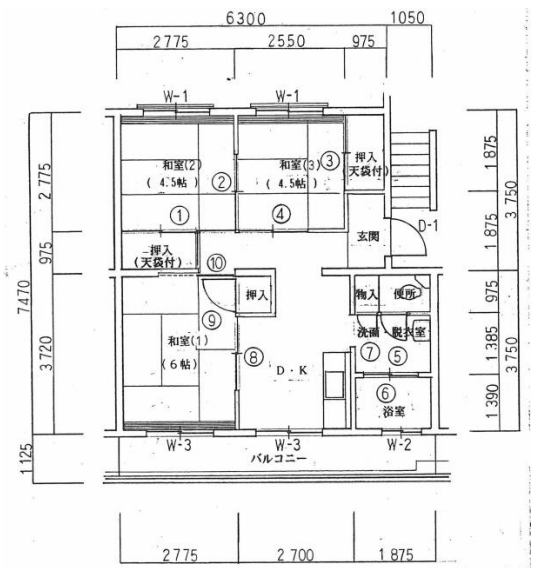 6300
1050
2775
2550
975
W-1
W-1
和室(2)
(4.5帖)
②
和室(3)
(4.5帖)
③
押入
(天袋付)
①
④
玄関
D-1
押入
(天袋付)
⑩
押入
物入
便所
⑨
和室(1)
(6帖)
⑧
D・K
洗面・脱衣室
⑦
⑤
⑥
浴室
W-3
W-3
W-2
バルコニー
7470
2775
975
3720
1125
1875
1875
3750
975
1385
1390
3750
2775
2700
1875